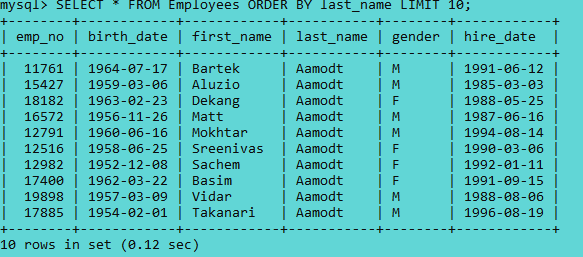 mysql> SELECT * FROM Employees ORDER BY last_name LIMIT 10;
+--------+------------+------------+-----------+--------+------------+
| emp_no | birth_date | first_name | last_name | gender | hire_date  |
+--------+------------+------------+-----------+--------+------------+
|  11761 | 1964-07-17 | Bartek     | Aamodt    | M      | 1991-06-12 |
|  15427 | 1959-03-06 | Aluzio     | Aamodt    | M      | 1985-03-03 |
|  18182 | 1963-02-23 | Dekang     | Aamodt    | F      | 1988-05-25 |
|  16572 | 1956-11-26 | Matt       | Aamodt    | M      | 1987-06-16 |
|  12791 | 1960-06-16 | Mokhtar    | Aamodt    | M      | 1994-08-14 |
|  12516 | 1958-06-25 | Sreenivas  | Aamodt    | F      | 1990-03-06 |
|  12982 | 1952-12-08 | Sachem     | Aamodt    | F      | 1992-01-11 |
|  17400 | 1962-03-22 | Basim      | Aamodt    | F      | 1991-09-15 |
|  19898 | 1957-03-09 | Vidar      | Aamodt    | M      | 1988-08-06 |
|  17885 | 1954-02-01 | Takanari   | Aamodt    | M      | 1996-08-19 |
+--------+------------+------------+-----------+--------+------------+
10 rows in set (0.12 sec)